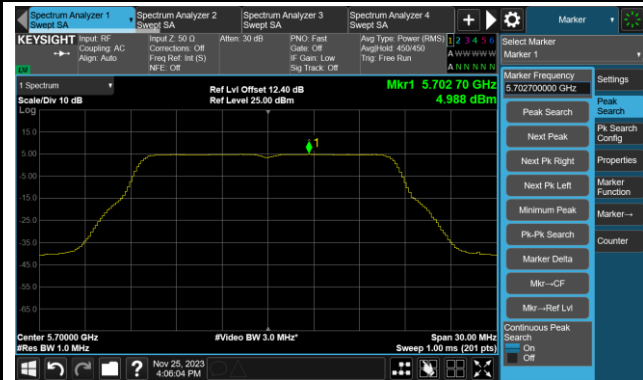 Spectrum Analyzer 1
Swept SA
Spectrum Analyzer 2
Swept SA
Spectrum Analyzer 3
Swept SA
Spectrum Analyzer 4
Swept SA
+
Marker
KEYSIGHT
Input: RF
Coupling: AC
Align: Auto
Input Z: 50 Ω
Corrections: Off
Freq Ref: Int (S)
NFE: Off
Atten: 30 dB
PNO: Fast
Gate: Off
IF Gain: Low
Sig Track: Off
Avg Type: Power (RMS)
Avg|Hold: 450/450
Trig: Free Run
1 2 3 4 5 6
A W W W W W
A N N N N N
Select Marker
Marker 1
LXI
1 Spectrum
Scale/Div 10 dB
Log
Ref Lvl Offset 12.40 dB
Ref Level 25.00 dBm
Mkr1 5.702 70 GHz
4.988 dBm
15.0
5.00
-5.00
-15.0
-25.0
-35.0
-45.0
-55.0
-65.0
1
Center 5.70000 GHz
#Res BW 1.0 MHz
#Video BW 3.0 MHz*
Span 30.00 MHz
Sweep 1.00 ms (201 pts)
Marker Frequency
5.702700000 GHz
Peak Search
Next Peak
Next Pk Right
Next Pk Left
Minimum Peak
Pk-Pk Search
Marker Delta
Mkr→CF
Mkr→Ref Lvl
Continuous Peak
Search
On
Off
Settings
Peak
Search
Pk Search
Config
Properties
Marker
Function
Marker→
Counter
?
Nov 25, 2023
4:06:04 PM